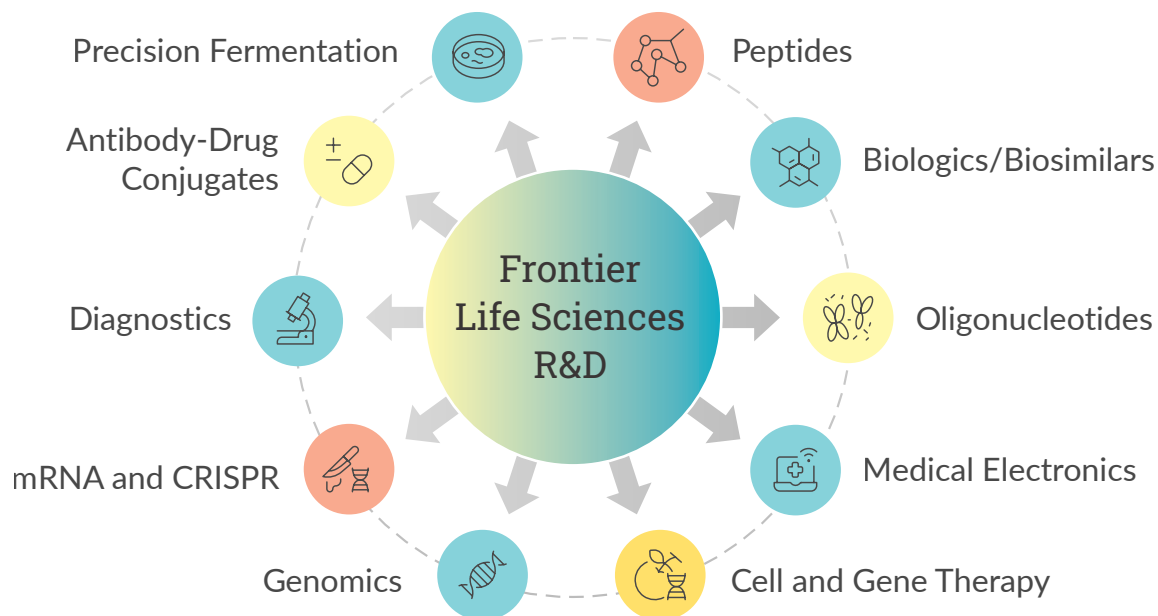 Precision Fermentation
Peptides
Antibody-Drug
Conjugates
Biologics/Biosimilars
Frontier
Life Sciences
R&D
Diagnostics
Oligonucleotides
mRNA and CRISPR
Medical Electronics
Genomics
Cell and Gene Therapy